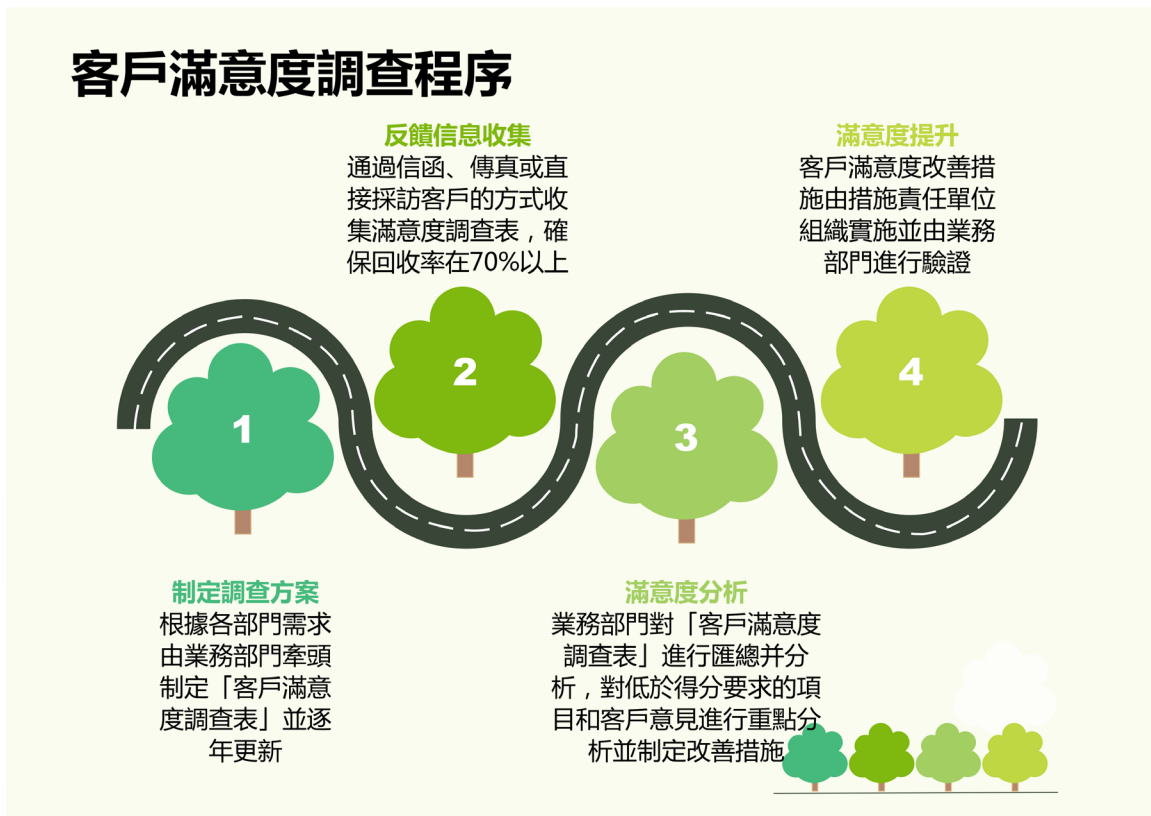 客戶滿意度調查程序
反饋信息收集
通過信函、傳真或直
接採訪客戶的方式收
集滿意度調查表，確
保回收率在70%以上
滿意度提升
客戶滿意度改善措
施由措施責任單位
組織實施並由業務
部門進行驗證
1
2
3
4
制定調查方案
根據各部門需求
由業務部門牽頭
制定「客戶滿意
度調查表」並逐
年更新
滿意度分析
業務部門對「客戶滿意度
調查表」進行匯總并分
析，對低於得分要求的項
目和客戶意見進行重點分
析並制定改善措施